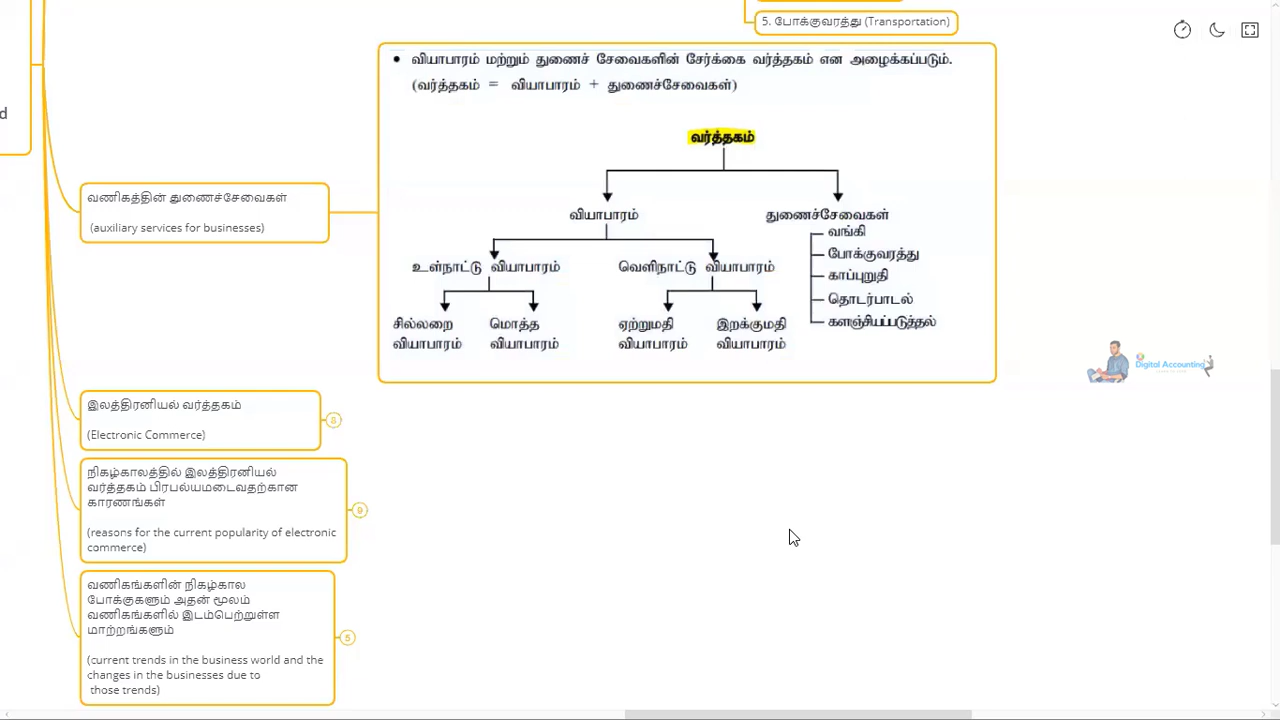 5. போக்குவரத்து (Transportation)
• வியாபாரம் மற்றும் துணைச் சேவைகளின் சேர்க்கை வர்த்தகம் என அழைக்கப்படும்.
(வர்த்தகம் = வியாபாரம் + துணைச்சேவைகள்)
வர்த்தகம்
வியாபாரம்
துணைச்சேவைகள்
வங்கி
போக்குவரத்து
காப்புறுதி
தொடர்பாடல்
களஞ்சியப்படுத்தல்
உள்நாட்டு வியாபாரம்
வெளிநாட்டு வியாபாரம்
சில்லறை
வியாபாரம்
மொத்த
வியாபாரம்
ஏற்றுமதி
வியாபாரம்
இறக்குமதி
வியாபாரம்
d
வணிகத்தின் துணைச்சேவைகள்
(auxiliary services for businesses)
Digital Accounting
இலத்திரனியல் வர்த்தகம்
(Electronic Commerce)
8
நிகழ்காலத்தில் இலத்திரனியல்
வர்த்தகம் பிரபல்யமடைவதற்கான
காரணங்கள்
(reasons for the current popularity of electronic
commerce)
9
வணிகங்களின் நிகழ்கால
போக்குகளும் அதன் மூலம்
வணிகங்களில் இடம்பெற்றுள்ள
மாற்றங்களும்
(current trends in the business world and the
changes in the businesses due to
those trends)
5